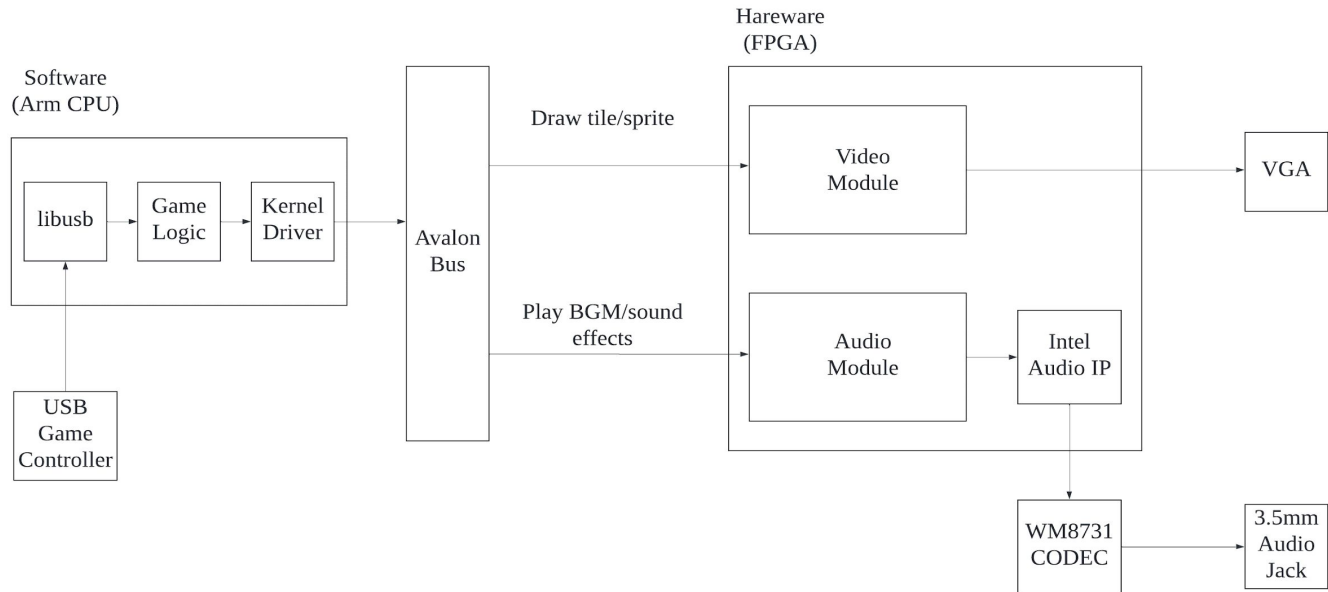 Hareware
(FPGA)
Software
(Arm CPU)
Draw tile/sprite
Video
Module
VGA
libusb
Game
Logic
Kernel
Driver
Avalon
Bus
Play BGM/sound
effects
Audio
Module
Intel
Audio IP
USB
Game
Controller
WM8731
CODEC
3.5mm
Audio
Jack